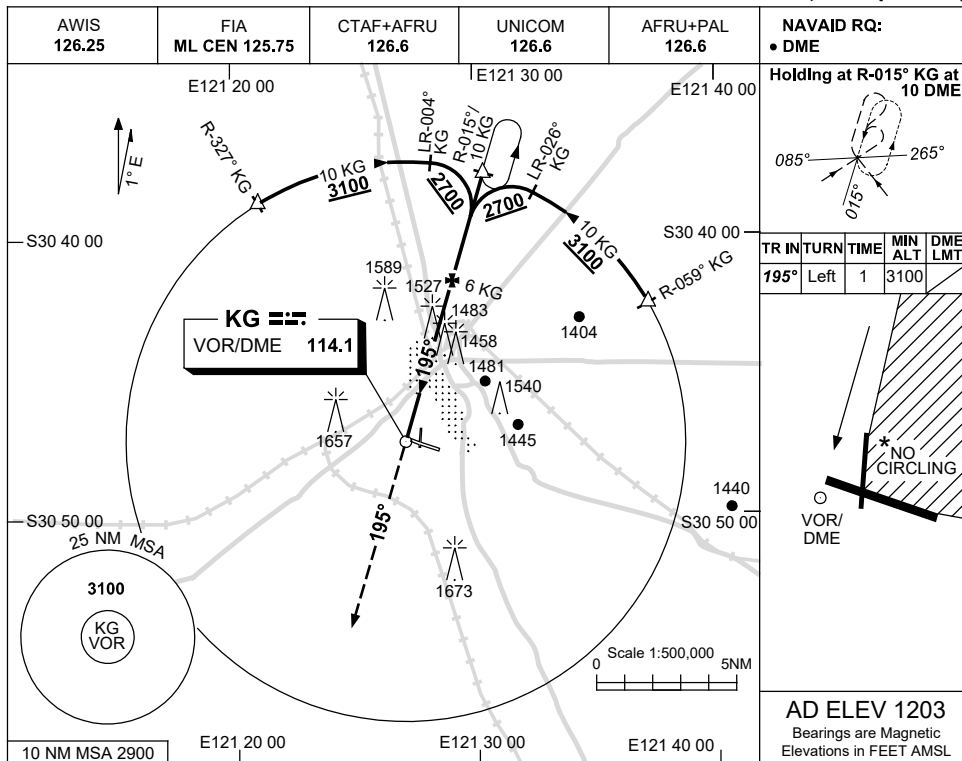 AWIS
126.25
FIA
ML CEN 125.75
CTAF+AFRU
126.6
UNICOM
126.6
AFRU+PAL
126.6
NAVAID RQ:
• DME
Holding at R-015° KG at
10 DME
085°
265°
015°
TR IN TURN TIME MIN ALT DME LMT
195° Left 1 3100
* NO
CIRCLING
VOR/
DME
AD ELEV 1203
Bearings are Magnetic
Elevations in FEET AMSL
E121 20 00
E121 30 00
E121 40 00
1° E
R-327° KG
10 KG
3100
LR-004°
KG
2700
R-015°/
10 KG
LR-026°
KG
2700
10 KG
3100
R-059° KG
S30 40 00
S30 40 00
6 KG
1589
1527
1483
1458
1404
KG
VOR/DME 114.1
195°
1481
1540
1445
1657
1440
S30 50 00
S30 50 00
195°
1673
25 NM MSA
3100
KG
VOR
Scale 1:500,000
0
5NM
10 NM MSA 2900
E121 20 00
E121 30 00
E121 40 00